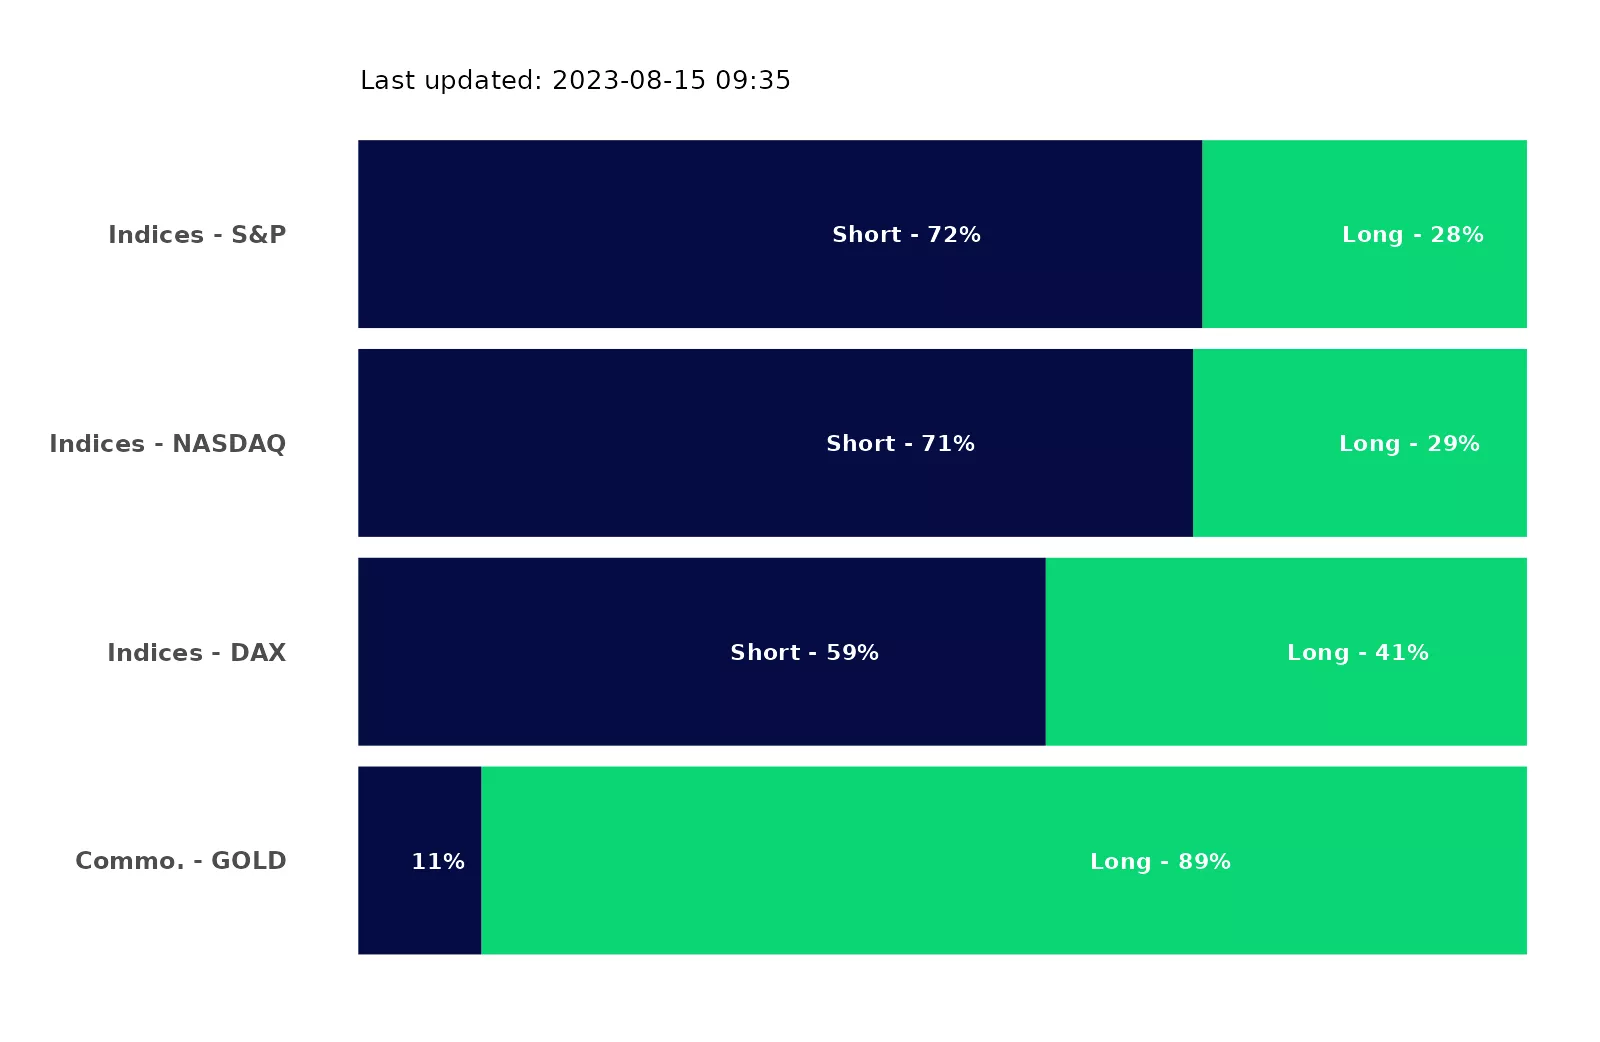 Last updated: 2023-08-15 09:35
Indices - S&P Short - 72% Long - 28%
Indices - NASDAQ Short - 71% Long - 29%
Indices - DAX Short - 59% Long - 41%
Commo. - GOLD 11% Long - 89%